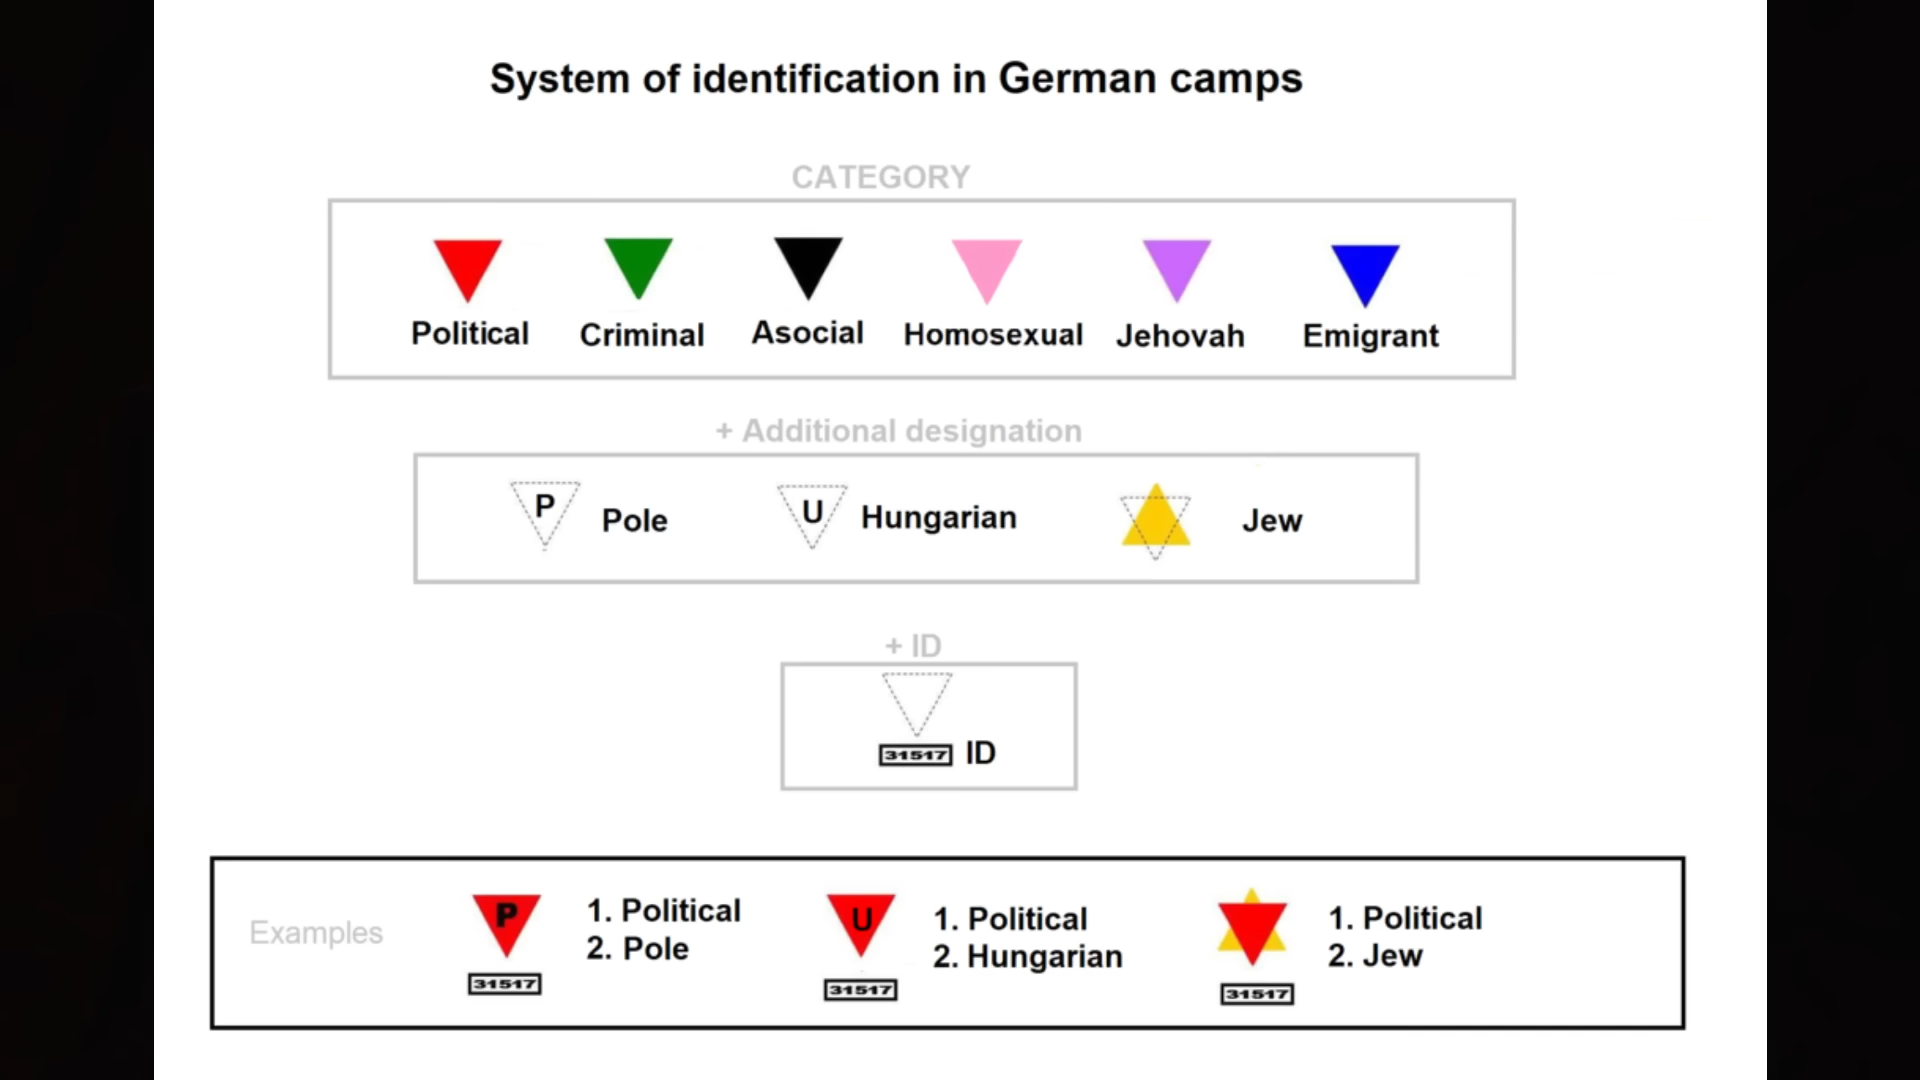 System of identification in German camps
CATEGORY
Political Criminal Asocial Homosexual Jehovah Emigrant
+ Additional designation
P Pole U Hungarian Jew
+ ID
31517 ID
Examples
P
1. Political
2. Pole
31517
U
1. Political
2. Hungarian
31517
1. Political
2. Jew
31517